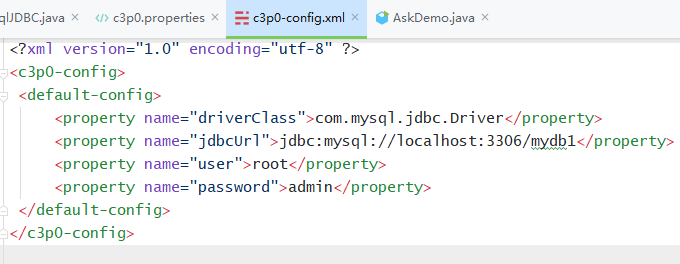 qlJDBC.java × c3p0.properties × c3p0-config.xml × AskDemo.java ×
<?xml version="1.0" encoding="utf-8" ?>
<c3p0-config>
<default-config>
<property name="driverClass">com.mysql.jdbc.Driver</property>
<property name="jdbcUrl">jdbc:mysql://localhost:3306/mydb1</property>
<property name="user">root</property>
<property name="password">admin</property>
</default-config>
</c3p0-config>